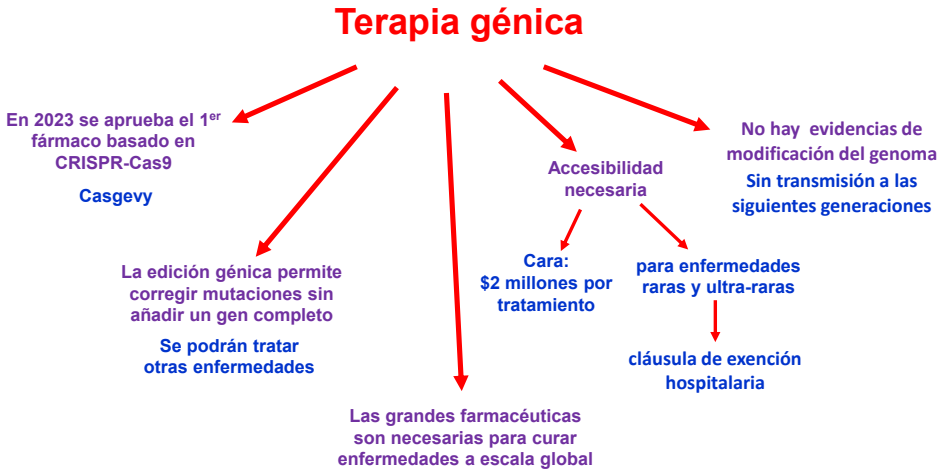 Terapia génica
En 2023 se aprueba el 1er
fármaco basado en
CRISPR-Cas9
Casgevy
La edición génica permite
corregir mutaciones sin
añadir un gen completo
Se podrán tratar
otras enfermedades
Las grandes farmacéuticas
son necesarias para curar
enfermedades a escala global
Accesibilidad
necesaria
Cara:
$2 millones por
tratamiento
para enfermedades
raras y ultra-raras
cláusula de exención
hospitalaria
No hay evidencias de
modificación del genoma
Sin transmisión a las
siguientes generaciones